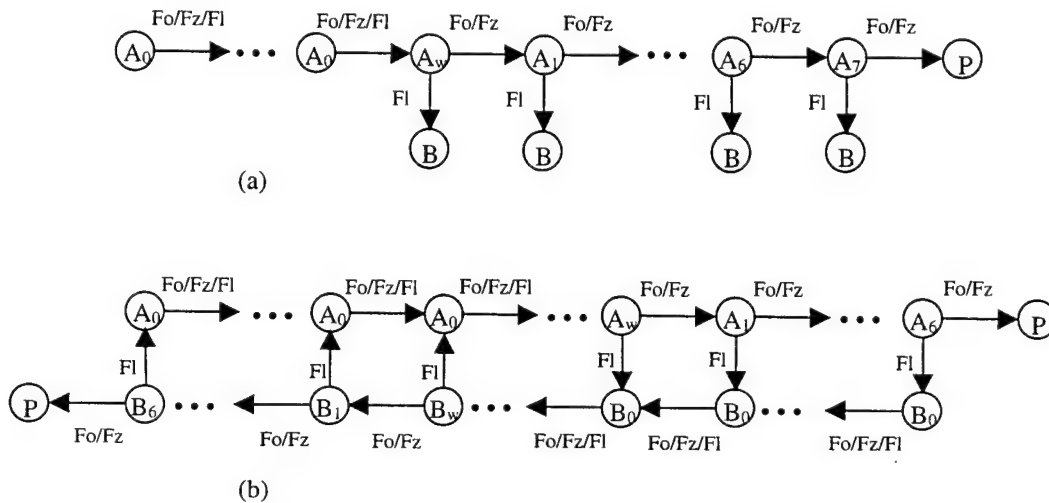 Fo/Fz/Fl Fo/Fz/Fl Fo/Fz Fo/Fz Fo/Fz Fo/Fz
A0 A0 Aw A1 A6 A7 P
Fl Fl Fl Fl
B B B B
(a)
Fo/Fz/Fl Fo/Fz/Fl Fo/Fz/Fl Fo/Fz Fo/Fz Fo/Fz
A0 A0 A0 Aw A1 A6 P
Fl Fl Fl Fl Fl Fl
P B6 B1 Bw B0 B0 B0
Fo/Fz Fo/Fz Fo/Fz Fo/Fz/Fl Fo/Fz/Fl Fo/Fz/Fl
(b)